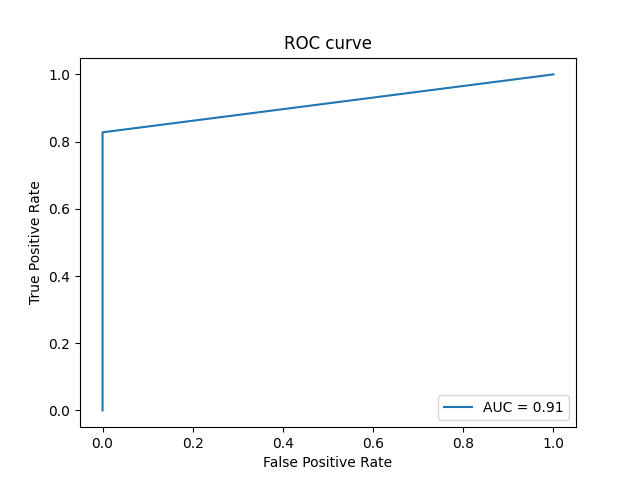 ROC curve
1.0
0.8
0.6
0.4
0.2
0.0
True Positive Rate
AUC = 0.91
0.0 0.2 0.4 0.6 0.8 1.0
False Positive Rate